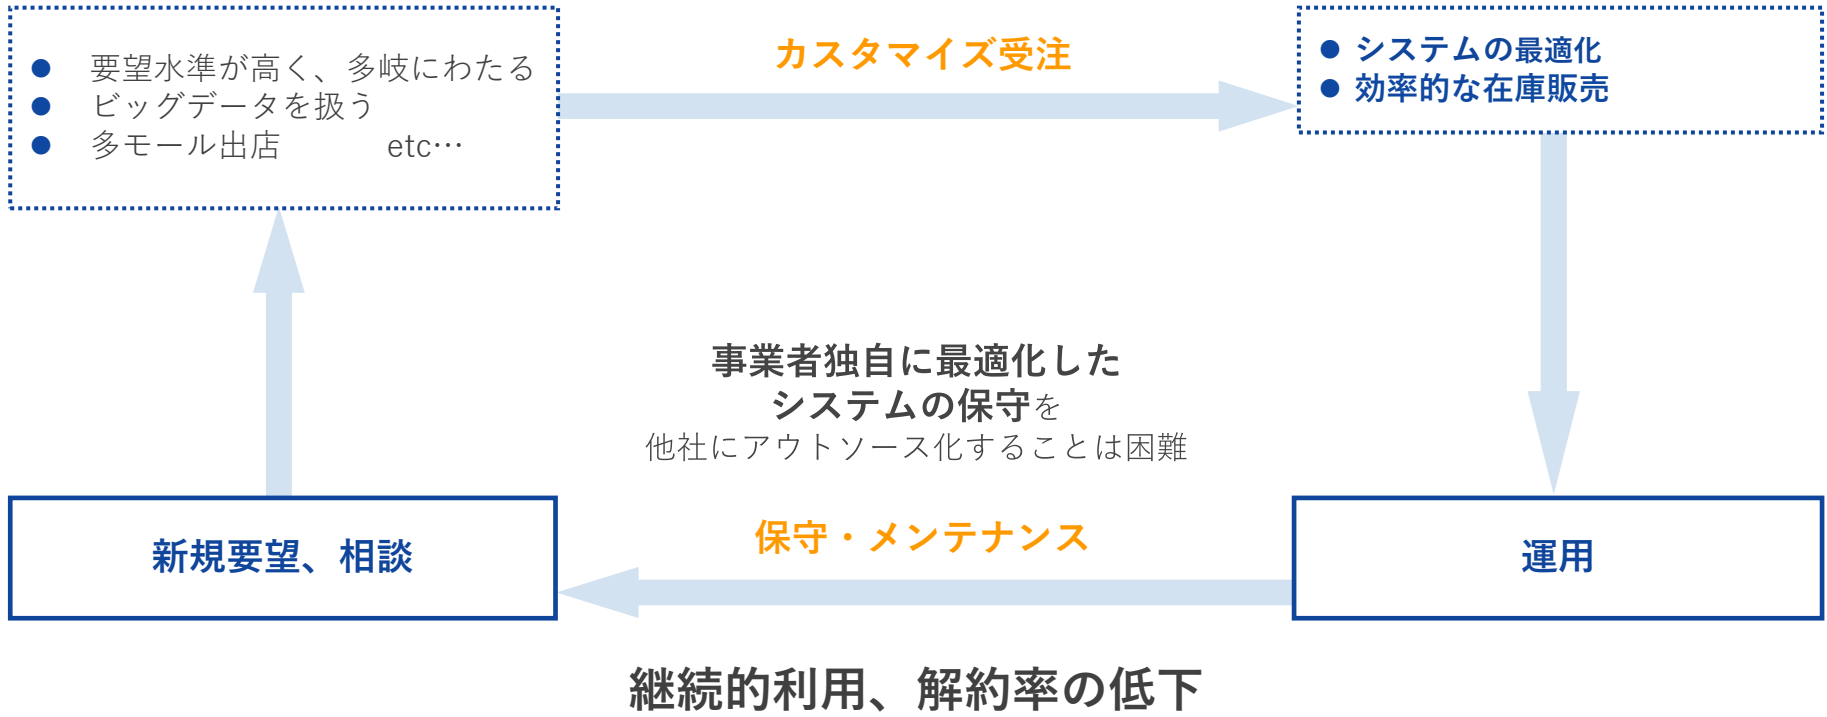 要望水準が高く、多岐にわたる
ビッグデータを扱う
多モール出店 etc…
カスタマイズ受注
システムの最適化
効率的な在庫販売
事業者独自に最適化した
システムの保守を
他社にアウトソース化することは困難
新規要望、相談
保守・メンテナンス
運用
継続的利用、解約率の低下